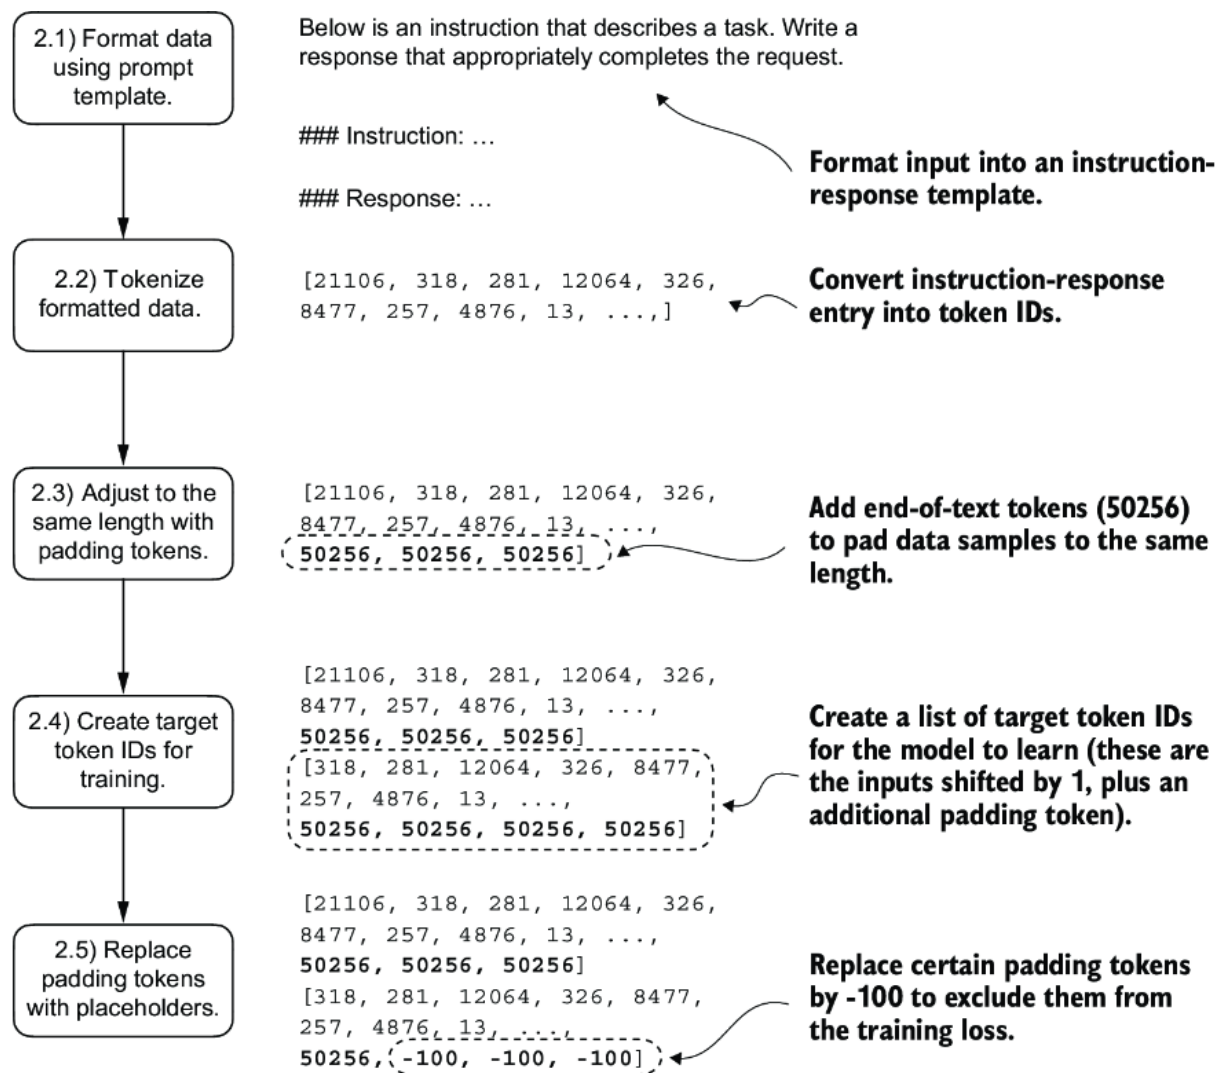 2.1) Format data
using prompt
template.
Below is an instruction that describes a task. Write a
response that appropriately completes the request.
### Instruction: …
### Response: …
Format input into an instruction-
response template.
2.2) Tokenize
formatted data.
[21106, 318, 281, 12064, 326,
8477, 257, 4876, 13, ...,]
Convert instruction-response
entry into token IDs.
2.3) Adjust to the
same length with
padding tokens.
[21106, 318, 281, 12064, 326,
8477, 257, 4876, 13, ...,
50256, 50256, 50256]
Add end-of-text tokens (50256)
to pad data samples to the same
length.
2.4) Create target
token IDs for
training.
[21106, 318, 281, 12064, 326,
8477, 257, 4876, 13, ...,
50256, 50256, 50256]
[318, 281, 12064, 326, 8477,
257, 4876, 13, ...,
50256, 50256, 50256, 50256]
Create a list of target token IDs
for the model to learn (these are
the inputs shifted by 1, plus an
additional padding token).
2.5) Replace
padding tokens
with placeholders.
[21106, 318, 281, 12064, 326,
8477, 257, 4876, 13, ...,
50256, 50256, 50256]
[318, 281, 12064, 326, 8477,
257, 4876, 13, ...,
50256, -100, -100, -100]
Replace certain padding tokens
by -100 to exclude them from
the training loss.